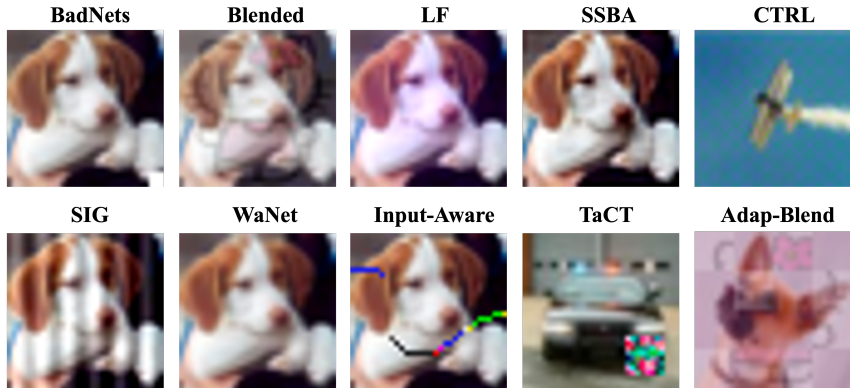 BadNets Blended LF SSBA CTRL
SIG WaNet Input-Aware TaCT Adap-Blend